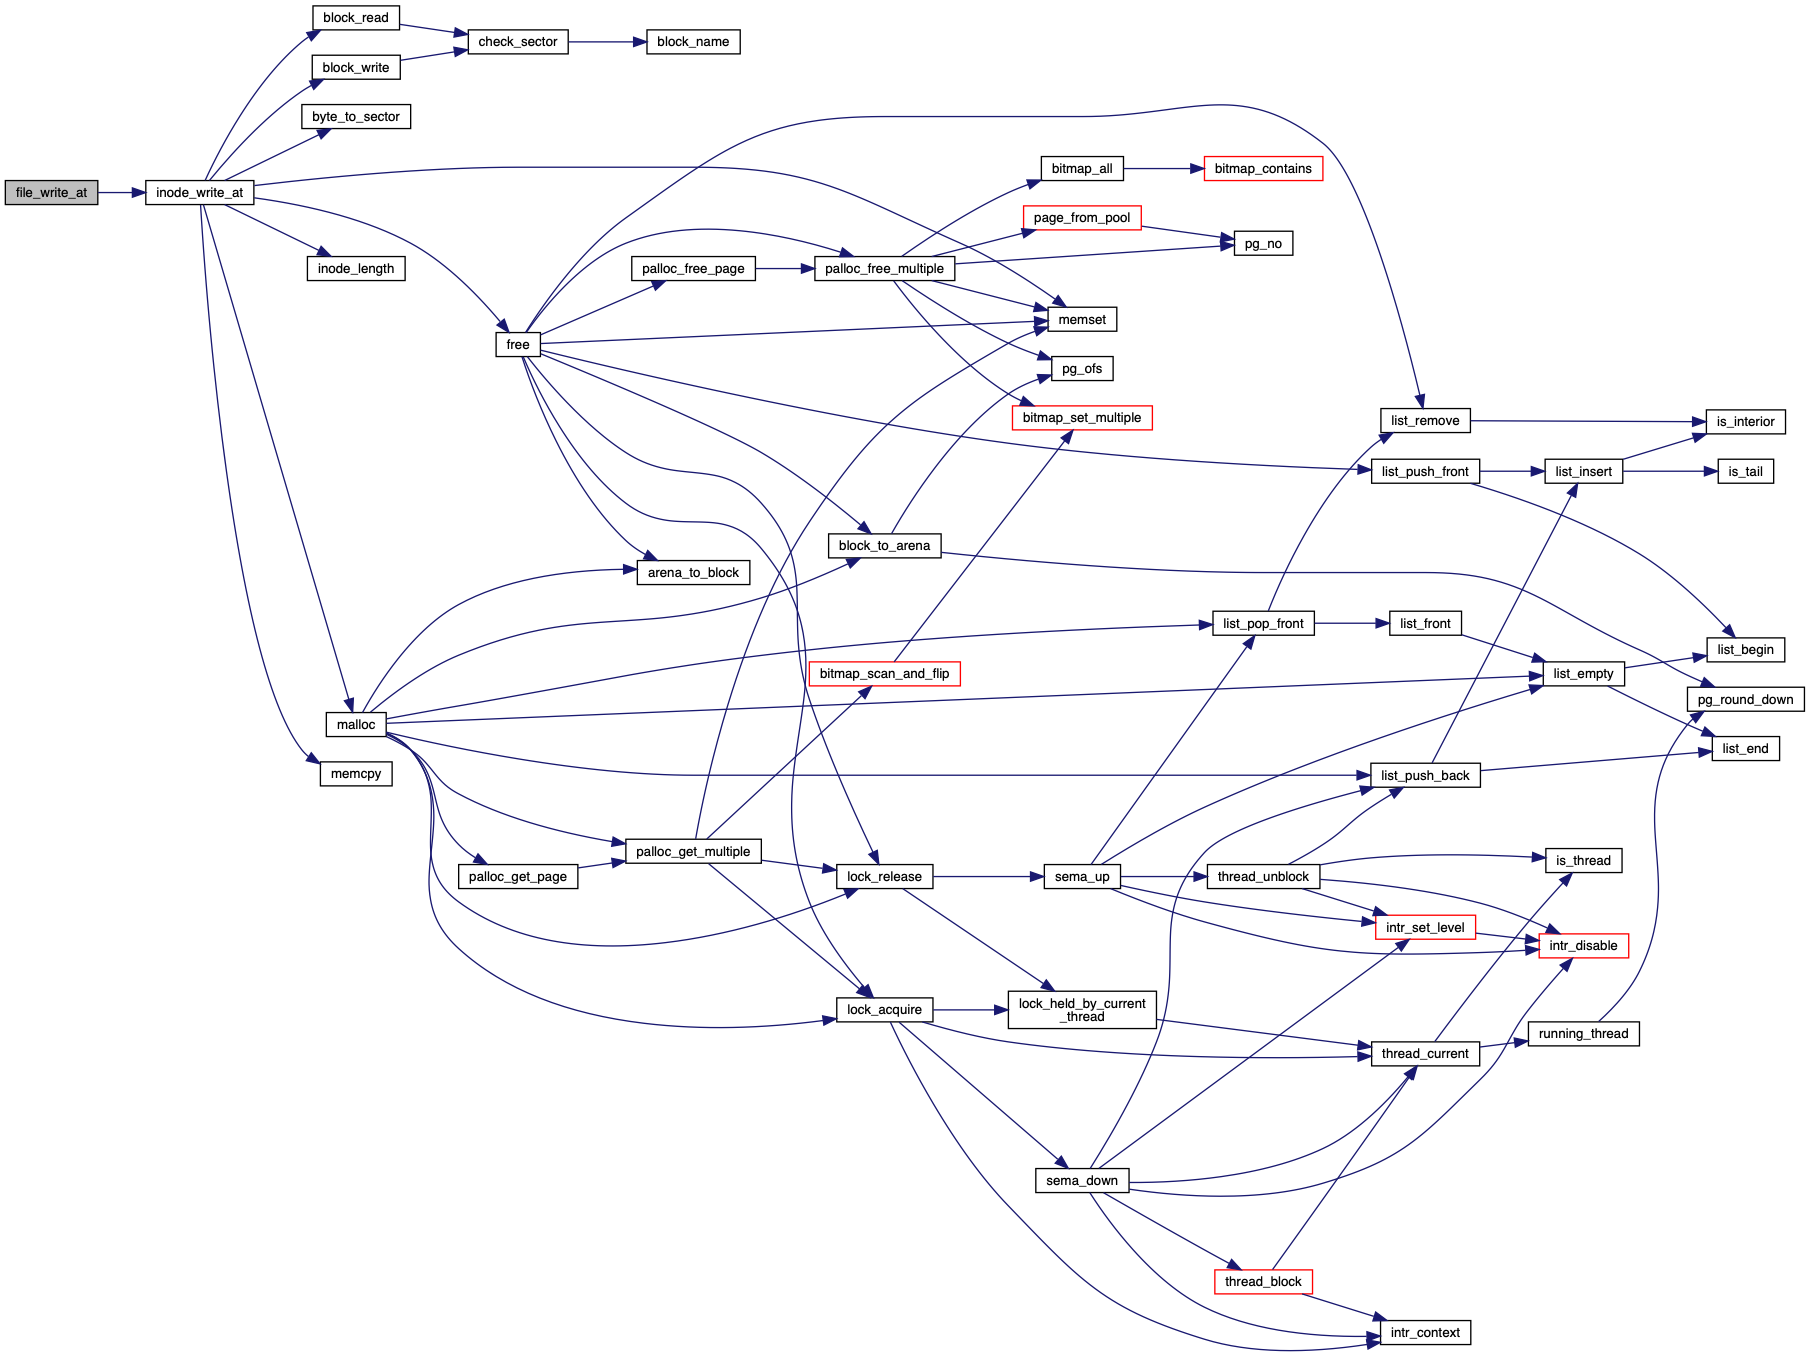 block_read
check_sector
block_name
block_write
byte_to_sector
file_write_at
inode_write_at
inode_length
bitmap_all
bitmap_contains
page_from_pool
pg_no
palloc_free_page
palloc_free_multiple
memset
free
pg_ofs
bitmap_set_multiple
list_remove
is_interior
list_push_front
list_insert
is_tail
block_to_arena
arena_to_block
list_pop_front
list_front
list_begin
bitmap_scan_and_flip
list_empty
pg_round_down
malloc
list_end
memcpy
list_push_back
palloc_get_multiple
is_thread
palloc_get_page
lock_release
sema_up
thread_unblock
intr_set_level
intr_disable
lock_acquire
lock_held_by_current
_thread
running_thread
thread_current
sema_down
thread_block
intr_context